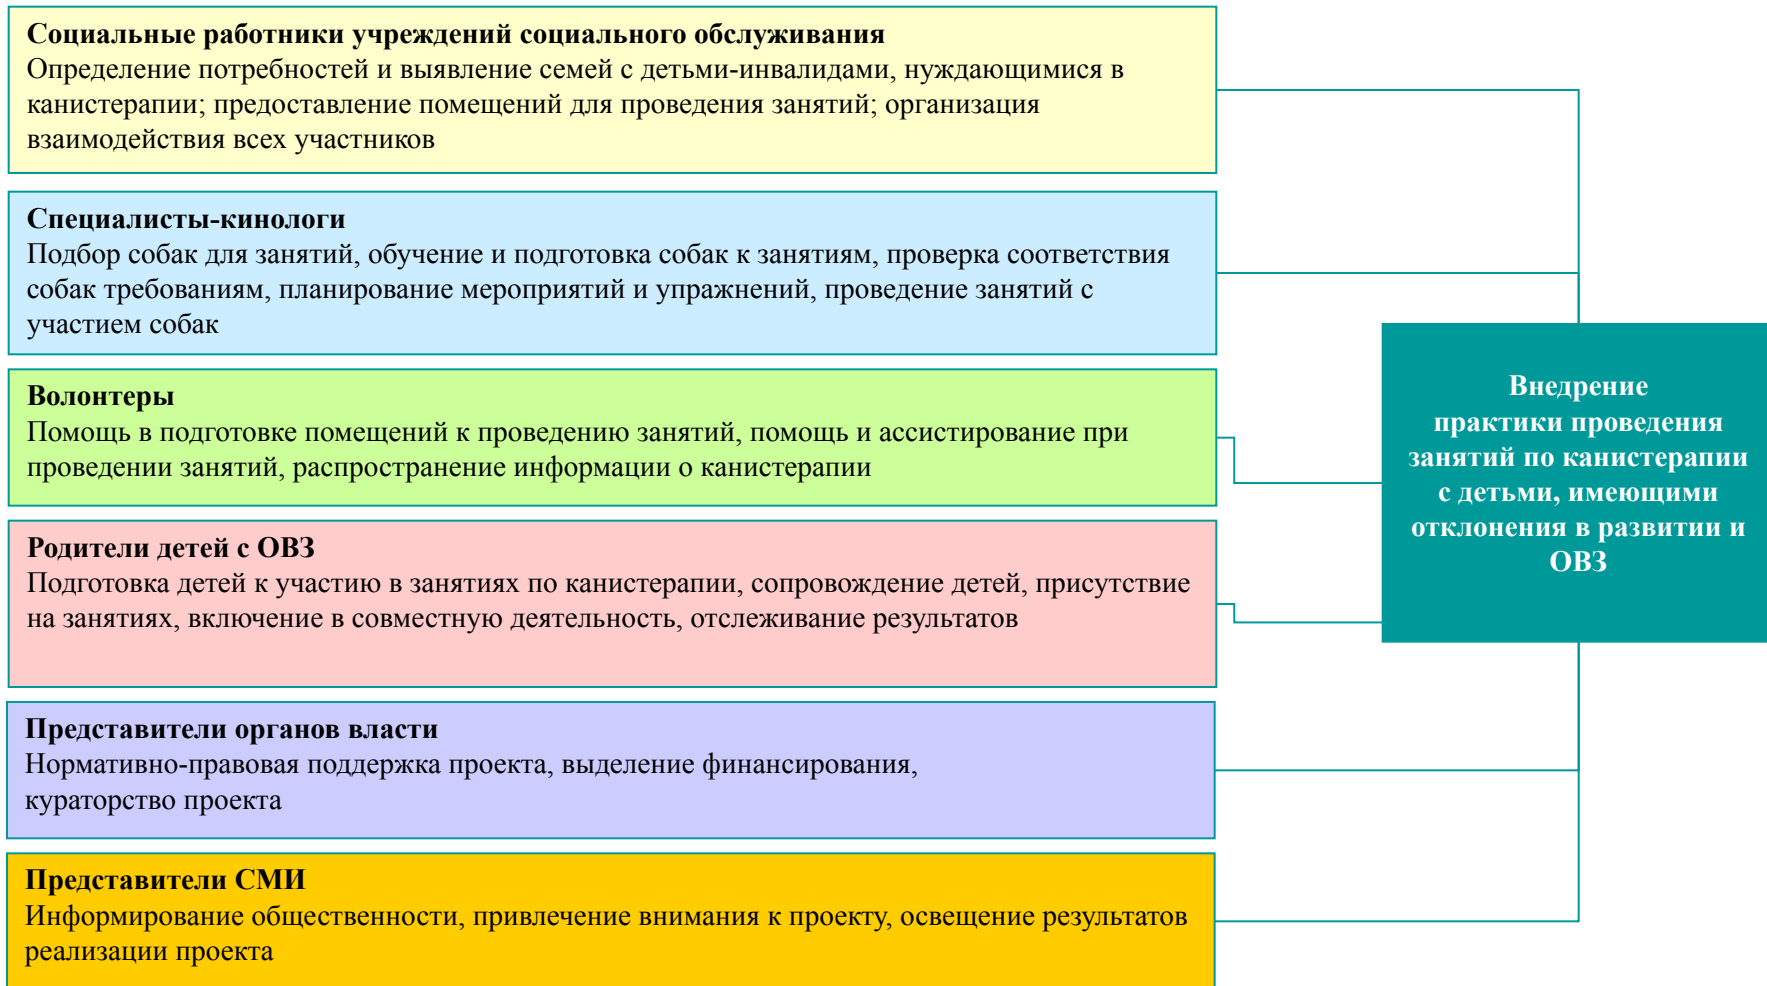 Социальные работники учреждений социального обслуживания
Определение потребностей и выявление семей с детьми-инвалидами, нуждающимися в
канистерапии; предоставление помещений для проведения занятий; организация
взаимодействия всех участников
Специалисты-кинологи
Подбор собак для занятий, обучение и подготовка собак к занятиям, проверка соответствия
собак требованиям, планирование мероприятий и упражнений, проведение занятий с
участием собак
Волонтеры
Помощь в подготовке помещений к проведению занятий, помощь и ассистирование при
проведении занятий, распространение информации о канистерапии
Родители детей с ОВЗ
Подготовка детей к участию в занятиях по канистерапии, сопровождение детей, присутствие
на занятиях, включение в совместную деятельность, отслеживание результатов
Представители органов власти
Нормативно-правовая поддержка проекта, выделение финансирования,
кураторство проекта
Представители СМИ
Информирование общественности, привлечение внимания к проекту, освещение результатов
реализации проекта
Внедрение
практики проведения
занятий по канистерапии
с детьми, имеющими
отклонения в развитии и
ОВЗ